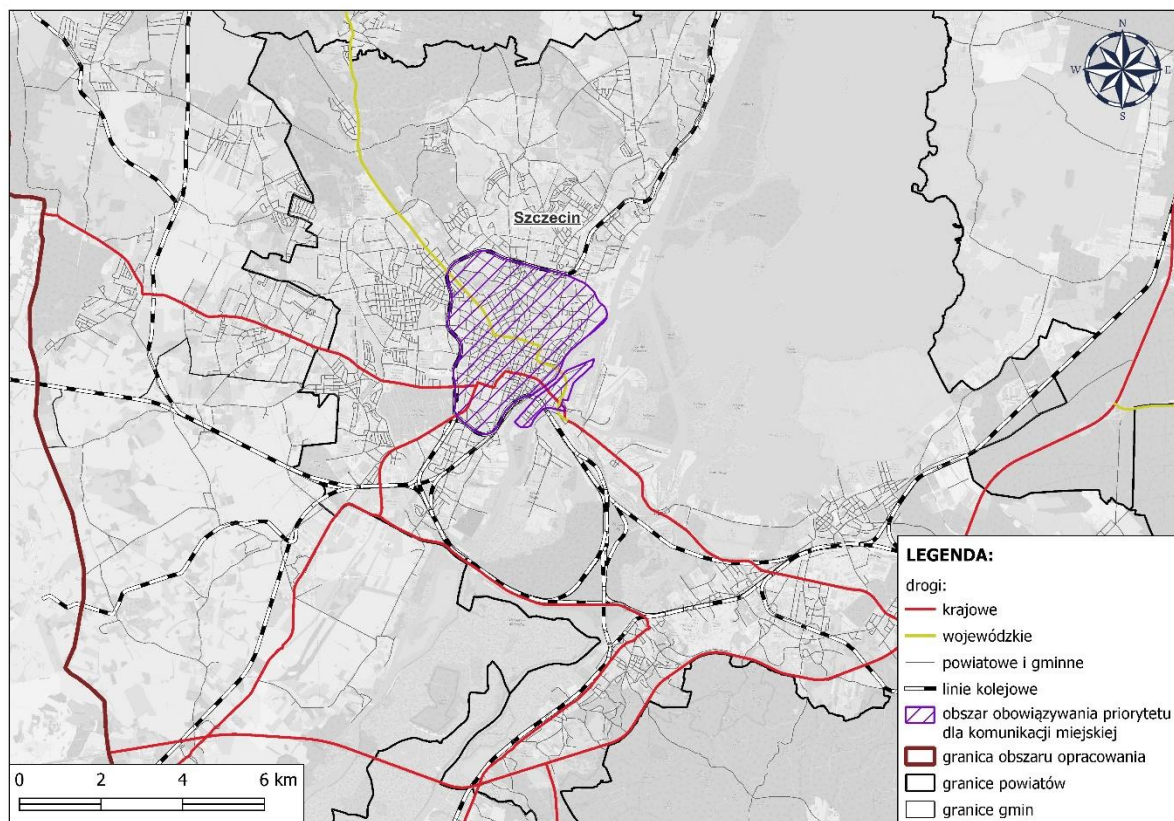 N
W E
S
Szczecin
LEGENDA:
drogi:
krajowe
wojewódzkie
powiatowe i gminne
linie kolejowe
obszar obowiązywania priorytetu
dla komunikacji miejskiej
granica obszaru opracowania
granice powiatów
granice gmin
0 2 4 6 km